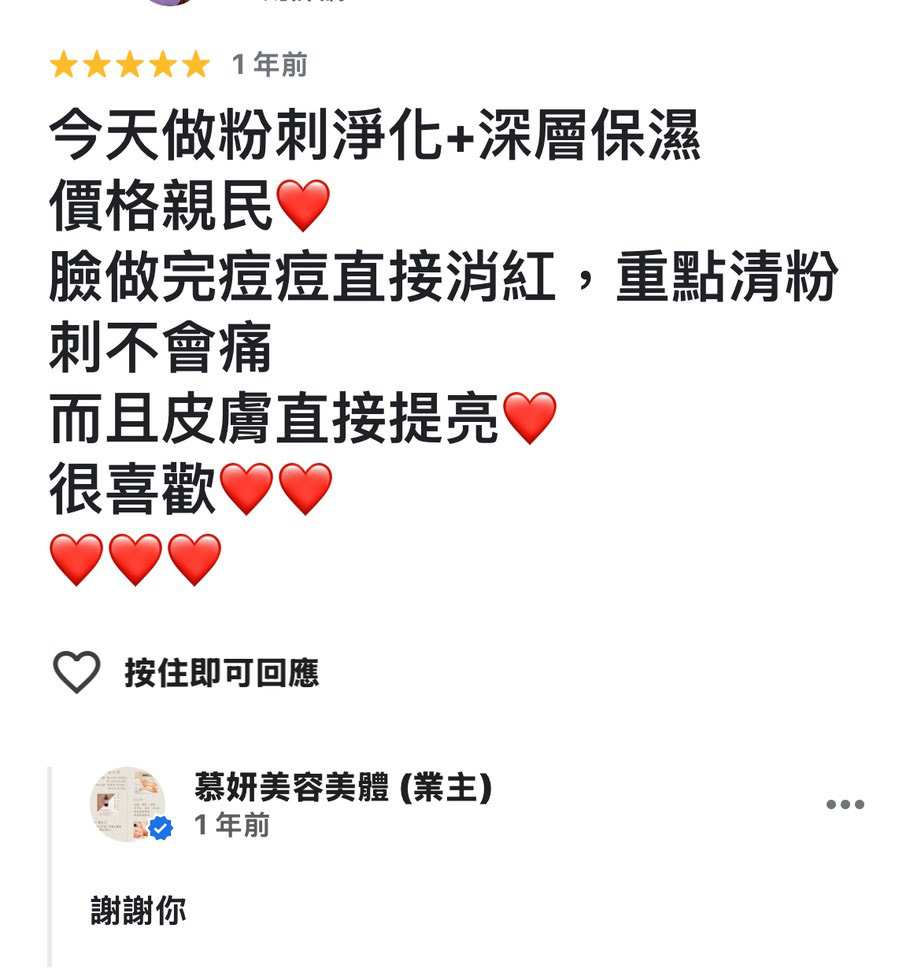 1 年前
今天做粉刺淨化+深層保濕
價格親民❤️
臉做完痘痘直接消紅，重點清粉
刺不會痛
而且皮膚直接提亮❤️
很喜歡❤️❤️
❤️❤️❤️
按住即可回應
慕妍美容美體 (業主)
1 年前
謝謝你